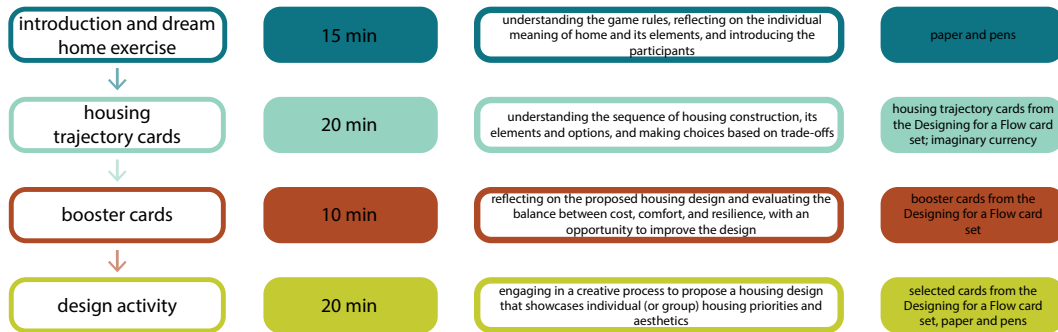 introduction and dream
home exercise
15 min
understanding the game rules, reflecting on the individual
meaning of home and its elements, and introducing the
participants
paper and pens
housing
trajectory cards
20 min
understanding the sequence of housing construction, its
elements and options, and making choices based on trade-offs
housing trajectory cards from
the Designing for a Flow card
set; imaginary currency
booster cards
10 min
reflecting on the proposed housing design and evaluating the
balance between cost, comfort, and resilience, with an
opportunity to improve the design
booster cards from the
Designing for a Flow card
set
design activity
20 min
engaging in a creative process to propose a housing design
that showcases individual (or group) housing priorities and
aesthetics
selected cards from the
Designing for a Flow card
set, paper and pens